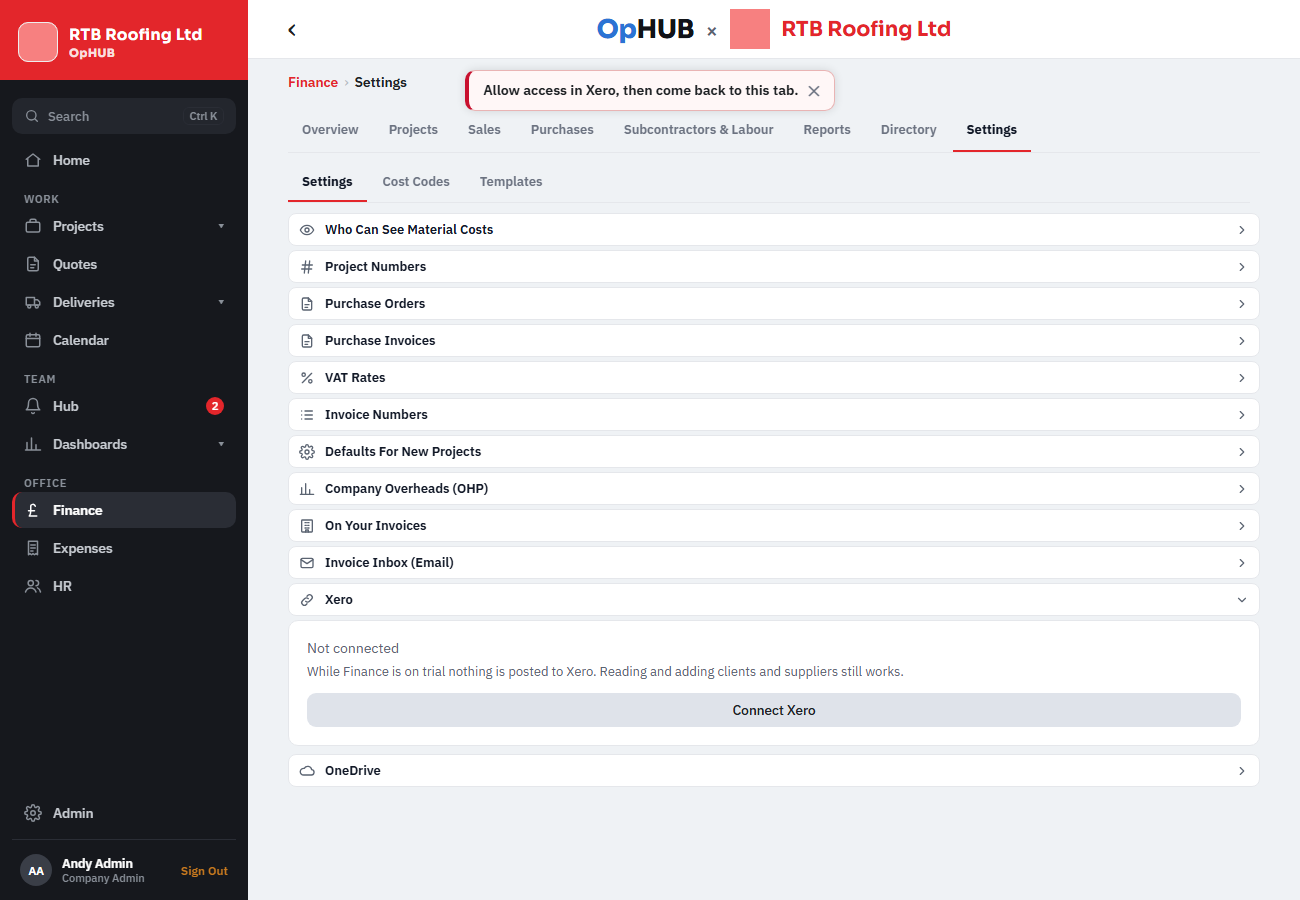 RTB Roofing Ltd
OpHUB
Search Ctrl K
Home
WORK
Projects
Quotes
Deliveries
Calendar
TEAM
Hub 2
Dashboards
OFFICE
£ Finance
Expenses
HR
Admin
AA
Andy Admin
Company Admin
Sign Out
OpHUB × RTB Roofing Ltd
Finance › Settings
Allow access in Xero, then come back to this tab.
Overview Projects Sales Purchases Subcontractors & Labour Reports Directory Settings
Settings Cost Codes Templates
Who Can See Material Costs
# Project Numbers
Purchase Orders
Purchase Invoices
% VAT Rates
Invoice Numbers
Defaults For New Projects
Company Overheads (OHP)
On Your Invoices
Invoice Inbox (Email)
Xero
Not connected
While Finance is on trial nothing is posted to Xero. Reading and adding clients and suppliers still works.
Connect Xero
OneDrive